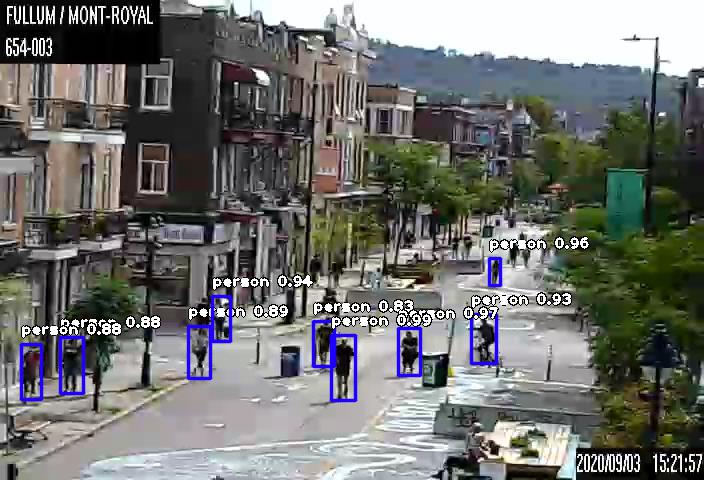 FULLUM / MONT-ROYAL
654-003
person 0.96
person 0.94
person 0.93
person 0.83
person 0.89
person 0.97
person 0.99
person 0.88
person 0.88
2020/09/03 15:21:57